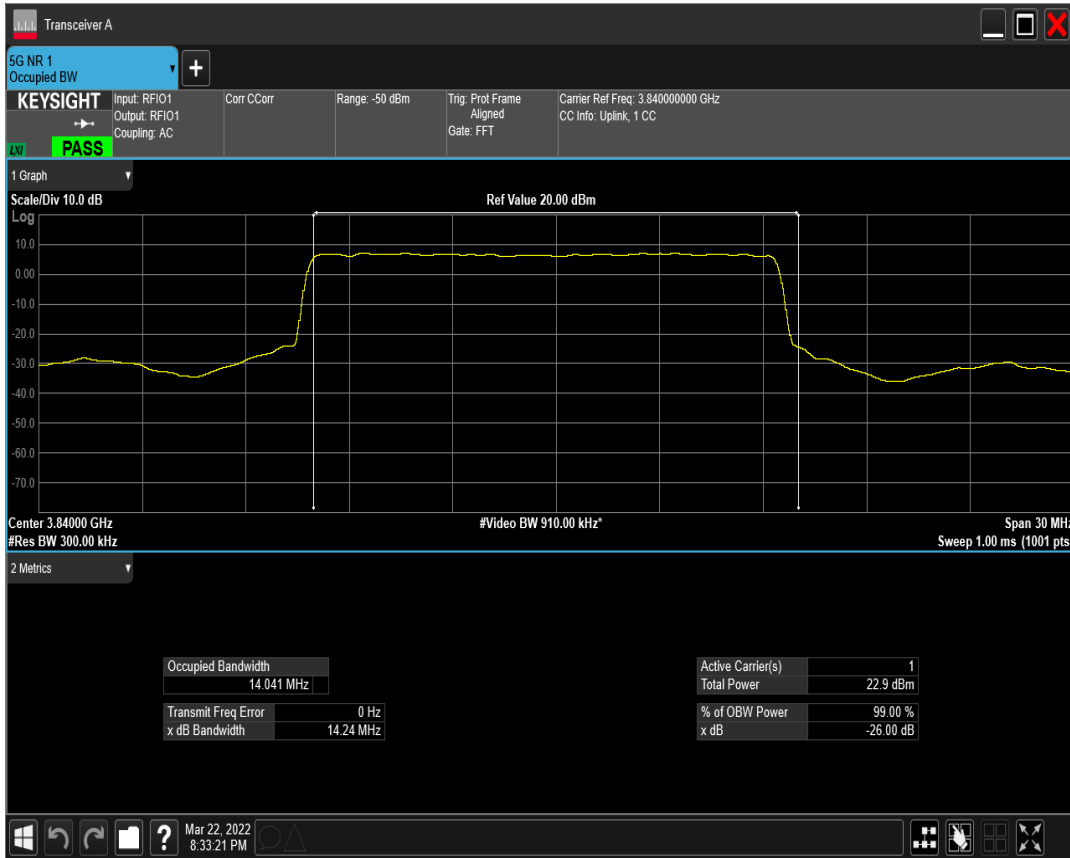 Transceiver A
5G NR 1
Occupied BW
+
KEYSIGHT
LXI
PASS
Input: RFIO1
Output: RFIO1
Coupling: AC
Corr CCorr
Range: -50 dBm
Trig: Prot Frame
Aligned
Gate: FFT
Carrier Ref Freq: 3.840000000 GHz
CC Info: Uplink, 1 CC
1 Graph
Scale/Div 10.0 dB
Ref Value 20.00 dBm
Log
10.0
0.00
-10.0
-20.0
-30.0
-40.0
-50.0
-60.0
-70.0
Center 3.84000 GHz
#Video BW 910.00 kHz*
Span 30 MHz
#Res BW 300.00 kHz
Sweep 1.00 ms (1001 pts
2 Metrics
Occupied Bandwidth
14.041 MHz
Transmit Freq Error 0 Hz
x dB Bandwidth 14.24 MHz
Active Carrier(s) 1
Total Power 22.9 dBm
% of OBW Power 99.00 %
x dB -26.00 dB
?
Mar 22, 2022
8:33:21 PM